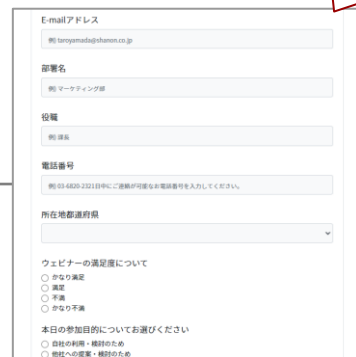 E-mailアドレス
例) taroyamada@shanon.co.jp
部署名
例) マーケティング部
役職
例) 課長
電話番号
例) 03-6820-2321日中にご連絡が可能なお電話番号を入力してください。
所在地都道府県
ウェビナーの満足度について
かなり満足
満足
不満
かなり不満
本日の参加目的についてお選びください
自社の利用・検討のため
他社への提案・検討のため